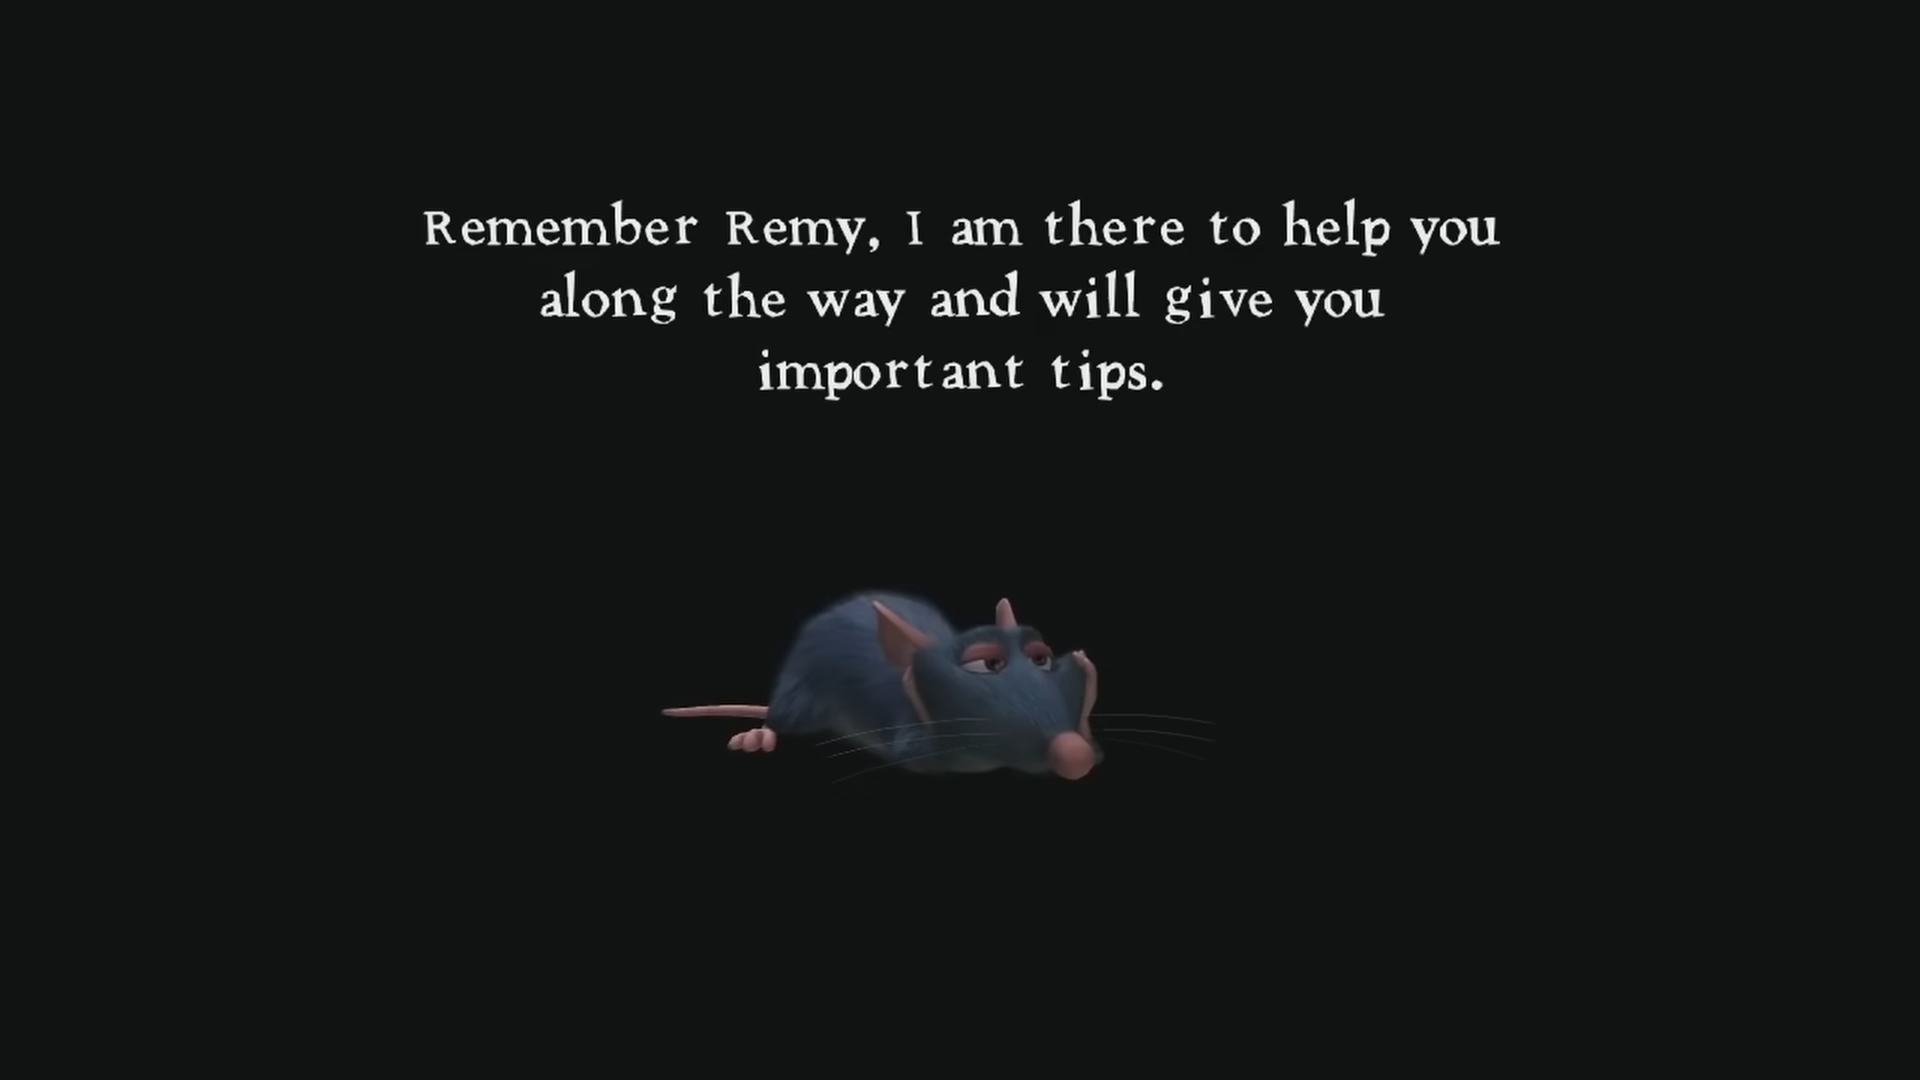 Remember Remy, I am there to help you
along the way and will give you
important tips.